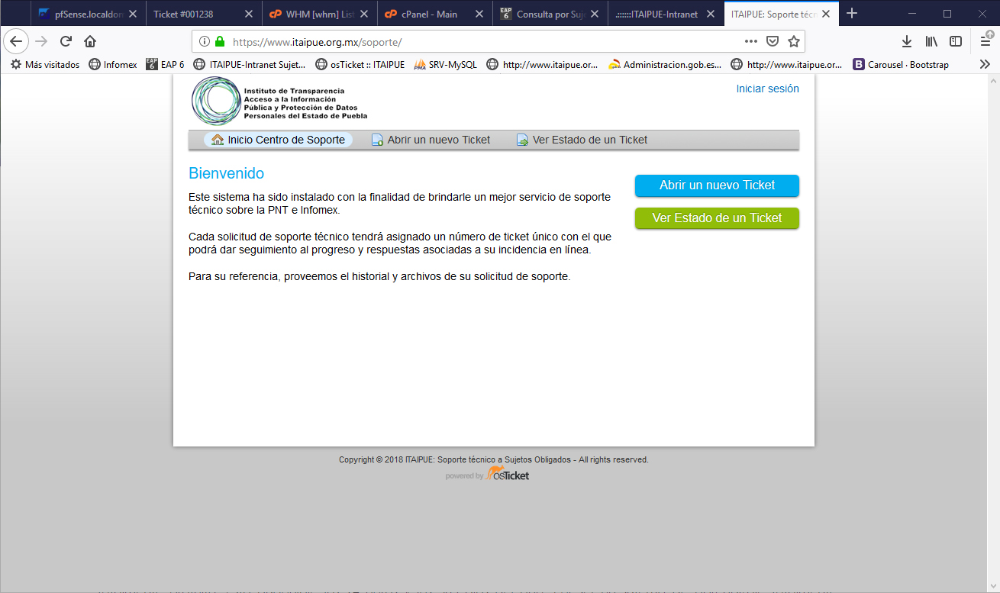 pfSense.localdon
Ticket #001238
WHM [whm] List
cPanel - Main
EAP 6 Consulta por Suje
.::::::ITAIPUE-Intranet
ITAIPUE: Soporte técn
https://www.itaipue.org.mx/soporte/
Más visitados Infomex EAP 6 EAP 6 ITAIPUE-Intranet Sujet... osTicket :: ITAIPUE PMA SRV-MySQL http://www.itaipue.or... Administracion.gob.es... http://www.itaipue.or... B Carousel · Bootstrap
Instituto de Transparencia
Acceso a la Información
Pública y Protección de Datos
Personales del Estado de Puebla
Iniciar sesión
Inicio Centro de Soporte Abrir un nuevo Ticket Ver Estado de un Ticket
Bienvenido
Este sistema ha sido instalado con la finalidad de brindarle un mejor servicio de soporte
técnico sobre la PNT e Infomex.
Cada solicitud de soporte técnico tendrá asignado un número de ticket único con el que
podrá dar seguimiento al progreso y respuestas asociadas a su incidencia en línea.
Para su referencia, proveemos el historial y archivos de su solicitud de soporte.
Abrir un nuevo Ticket
Ver Estado de un Ticket
Copyright © 2018 ITAIPUE: Soporte técnico a Sujetos Obligados - All rights reserved.
powered by osTicket